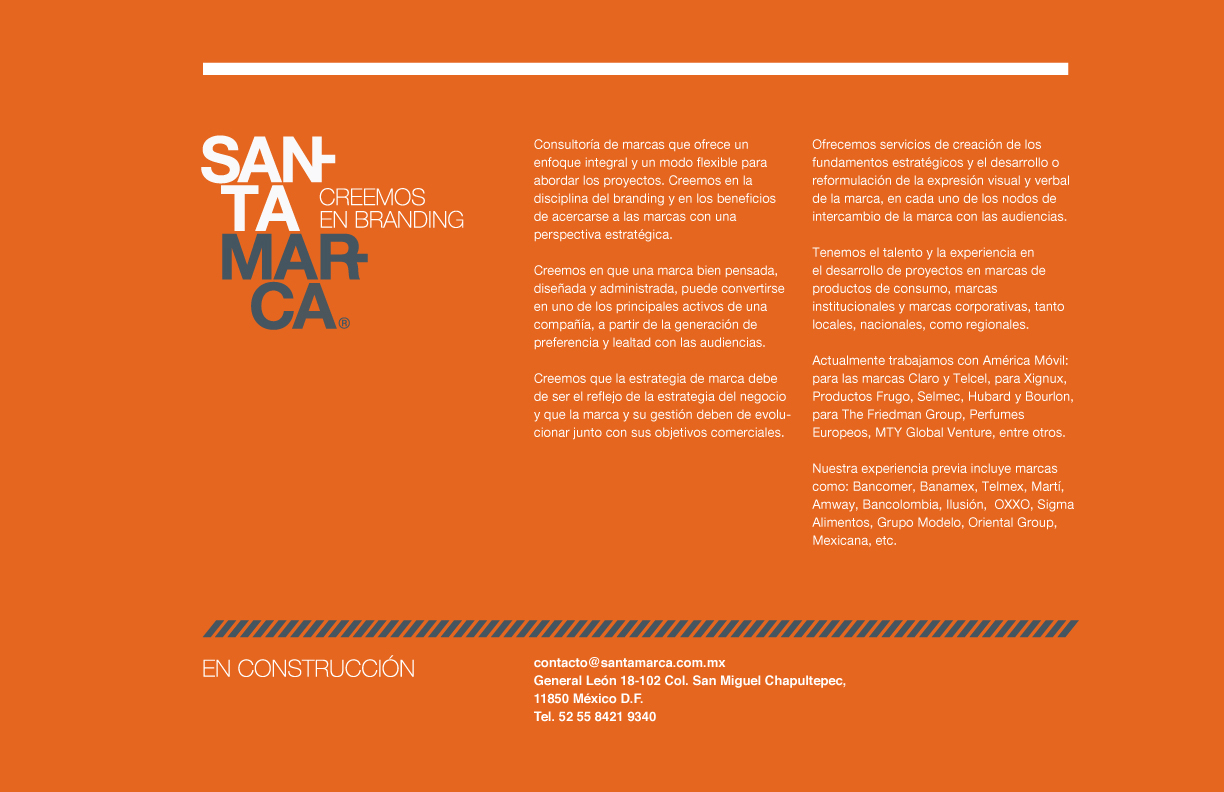 SAN-
TA
MAR-
CA®
CREEMOS
EN BRANDING
Consultoría de marcas que ofrece un
enfoque integral y un modo flexible para
abordar los proyectos. Creemos en la
disciplina del branding y en los beneficios
de acercarse a las marcas con una
perspectiva estratégica.
Creemos en que una marca bien pensada,
diseñada y administrada, puede convertirse
en uno de los principales activos de una
compañía, a partir de la generación de
preferencia y lealtad con las audiencias.
Creemos que la estrategia de marca debe
de ser el reflejo de la estrategia del negocio
y que la marca y su gestión deben de evolu-
cionar junto con sus objetivos comerciales.
Ofrecemos servicios de creación de los
fundamentos estratégicos y el desarrollo o
reformulación de la expresión visual y verbal
de la marca, en cada uno de los nodos de
intercambio de la marca con las audiencias.
Tenemos el talento y la experiencia en
el desarrollo de proyectos en marcas de
productos de consumo, marcas
institucionales y marcas corporativas, tanto
locales, nacionales, como regionales.
Actualmente trabajamos con América Móvil:
para las marcas Claro y Telcel, para Xignux,
Productos Frugo, Selmec, Hubard y Bourlon,
para The Friedman Group, Perfumes
Europeos, MTY Global Venture, entre otros.
Nuestra experiencia previa incluye marcas
como: Bancomer, Banamex, Telmex, Martí,
Amway, Bancolombia, Ilusión,  OXXO, Sigma
Alimentos, Grupo Modelo, Oriental Group,
Mexicana, etc.
EN CONSTRUCCIÓN
contacto@santamarca.com.mx
General León 18-102 Col. San Miguel Chapultepec,
11850 México D.F.
Tel. 52 55 8421 9340